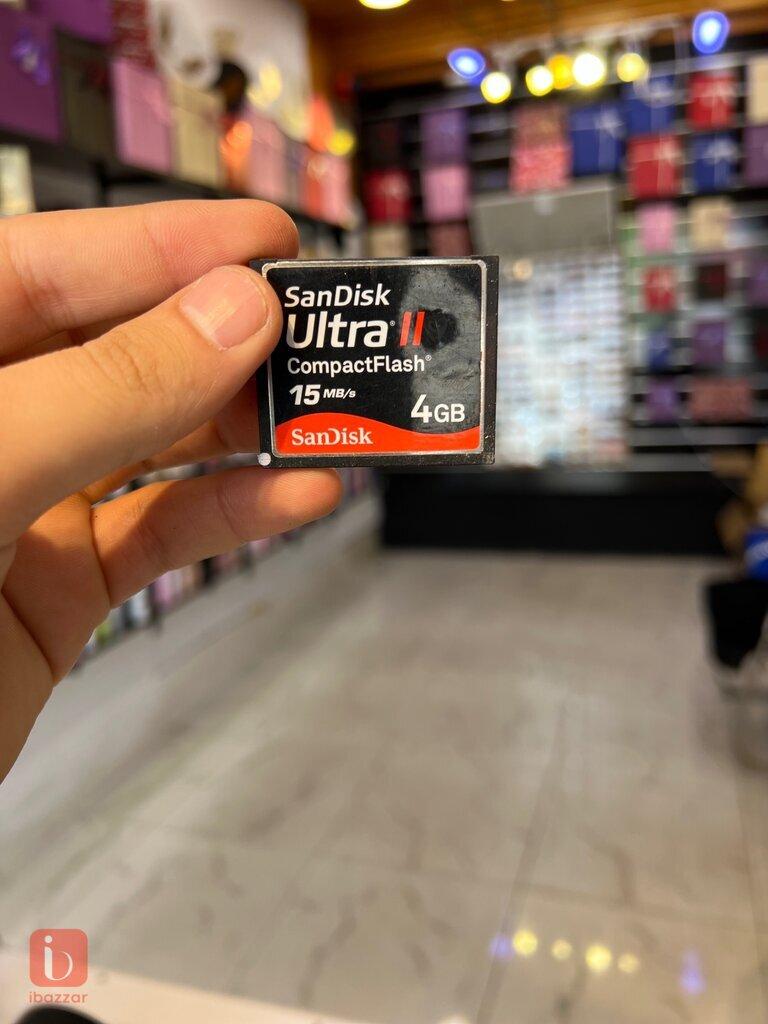 SanDisk
Ultra® II
CompactFlash®
15 MB/s
4GB
SanDisk
ibazzar